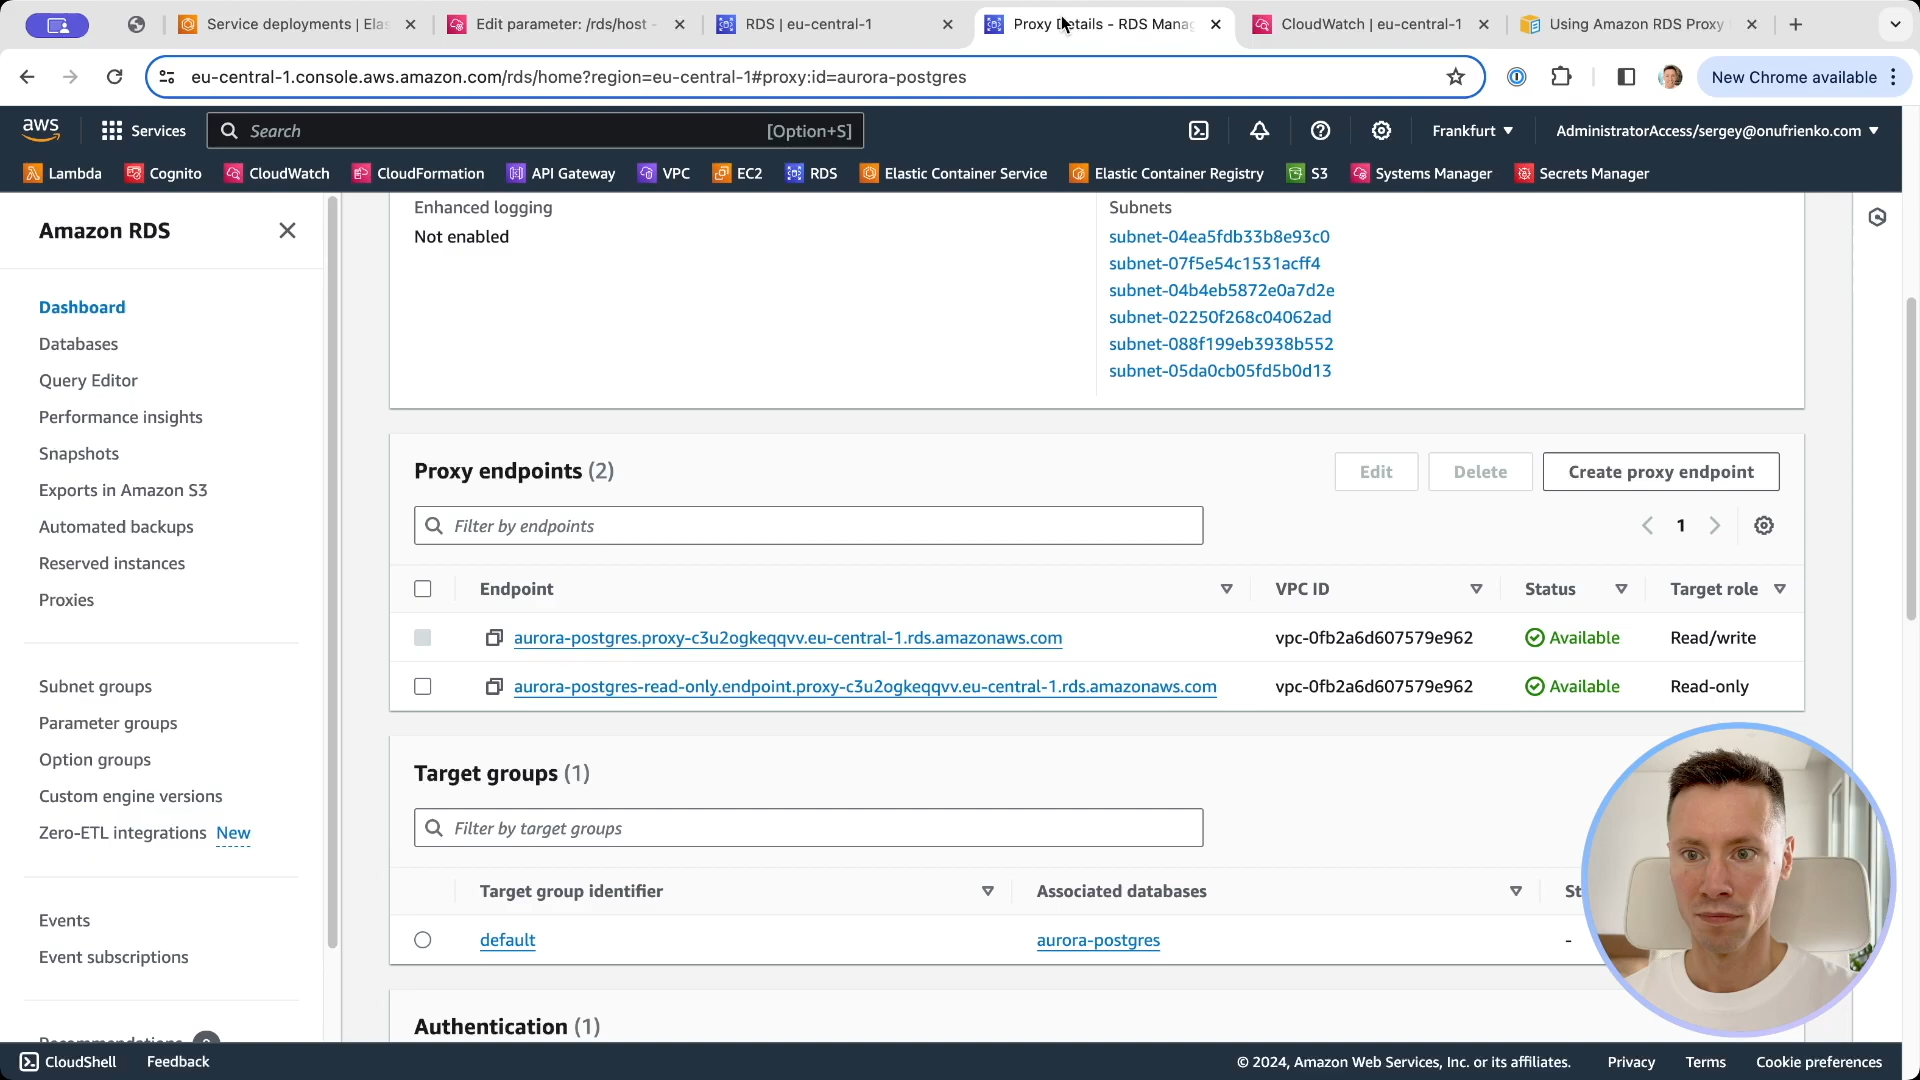 Service deployments | Elas
Edit parameter: /rds/host -
RDS | eu-central-1
Proxy Details - RDS Manag
CloudWatch | eu-central-1
Using Amazon RDS Proxy
eu-central-1.console.aws.amazon.com/rds/home?region=eu-central-1#proxy:id=aurora-postgres
New Chrome available
aws
Services
Search
[Option+S]
Frankfurt
AdministratorAccess/sergey@onufrienko.com
Lambda
Cognito
CloudWatch
CloudFormation
API Gateway
VPC
EC2
RDS
Elastic Container Service
Elastic Container Registry
S3
Systems Manager
Secrets Manager
Amazon RDS
Dashboard
Databases
Query Editor
Performance insights
Snapshots
Exports in Amazon S3
Automated backups
Reserved instances
Proxies
Subnet groups
Parameter groups
Option groups
Custom engine versions
Zero-ETL integrations New
Events
Event subscriptions
Recommendations
Enhanced logging
Not enabled
Subnets
subnet-04ea5fdb33b8e93c0
subnet-07f5e54c1531acff4
subnet-04b4eb5872e0a7d2e
subnet-02250f268c04062ad
subnet-088f199eb3938b552
subnet-05da0cb05fd5b0d13
Proxy endpoints (2)
Edit
Delete
Create proxy endpoint
Filter by endpoints
1
Endpoint
VPC ID
Status
Target role
aurora-postgres.proxy-c3u2ogkeqqvv.eu-central-1.rds.amazonaws.com
vpc-0fb2a6d607579e962
Available
Read/write
aurora-postgres-read-only.endpoint.proxy-c3u2ogkeqqvv.eu-central-1.rds.amazonaws.com
vpc-0fb2a6d607579e962
Available
Read-only
Target groups (1)
Filter by target groups
Target group identifier
Associated databases
St
default
aurora-postgres
-
Authentication (1)
CloudShell
Feedback
© 2024, Amazon Web Services, Inc. or its affiliates.
Privacy
Terms
Cookie preferences